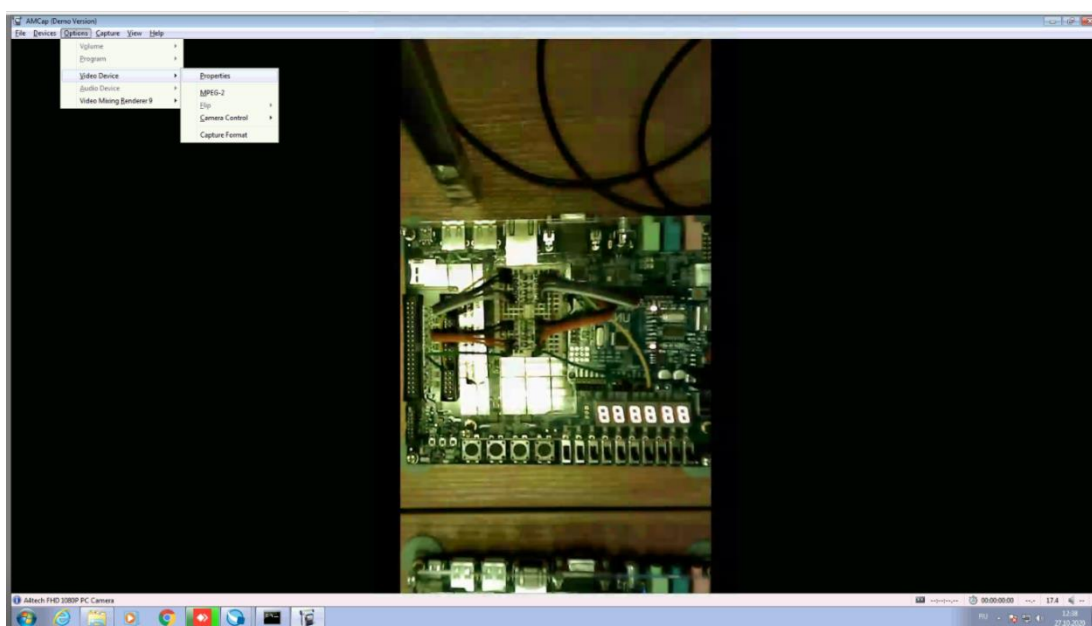 AMCap (Demo Version)
File Devices Options Capture View Help
Volume
Program
Video Device
Audio Device
Video Mixing Renderer 9
Properties
MPEG-2
Flip
Camera Control
Capture Format
A4tech FHD 1080P PC Camera
00:00:00:00
17.4
RU
12:38
27.10.2020